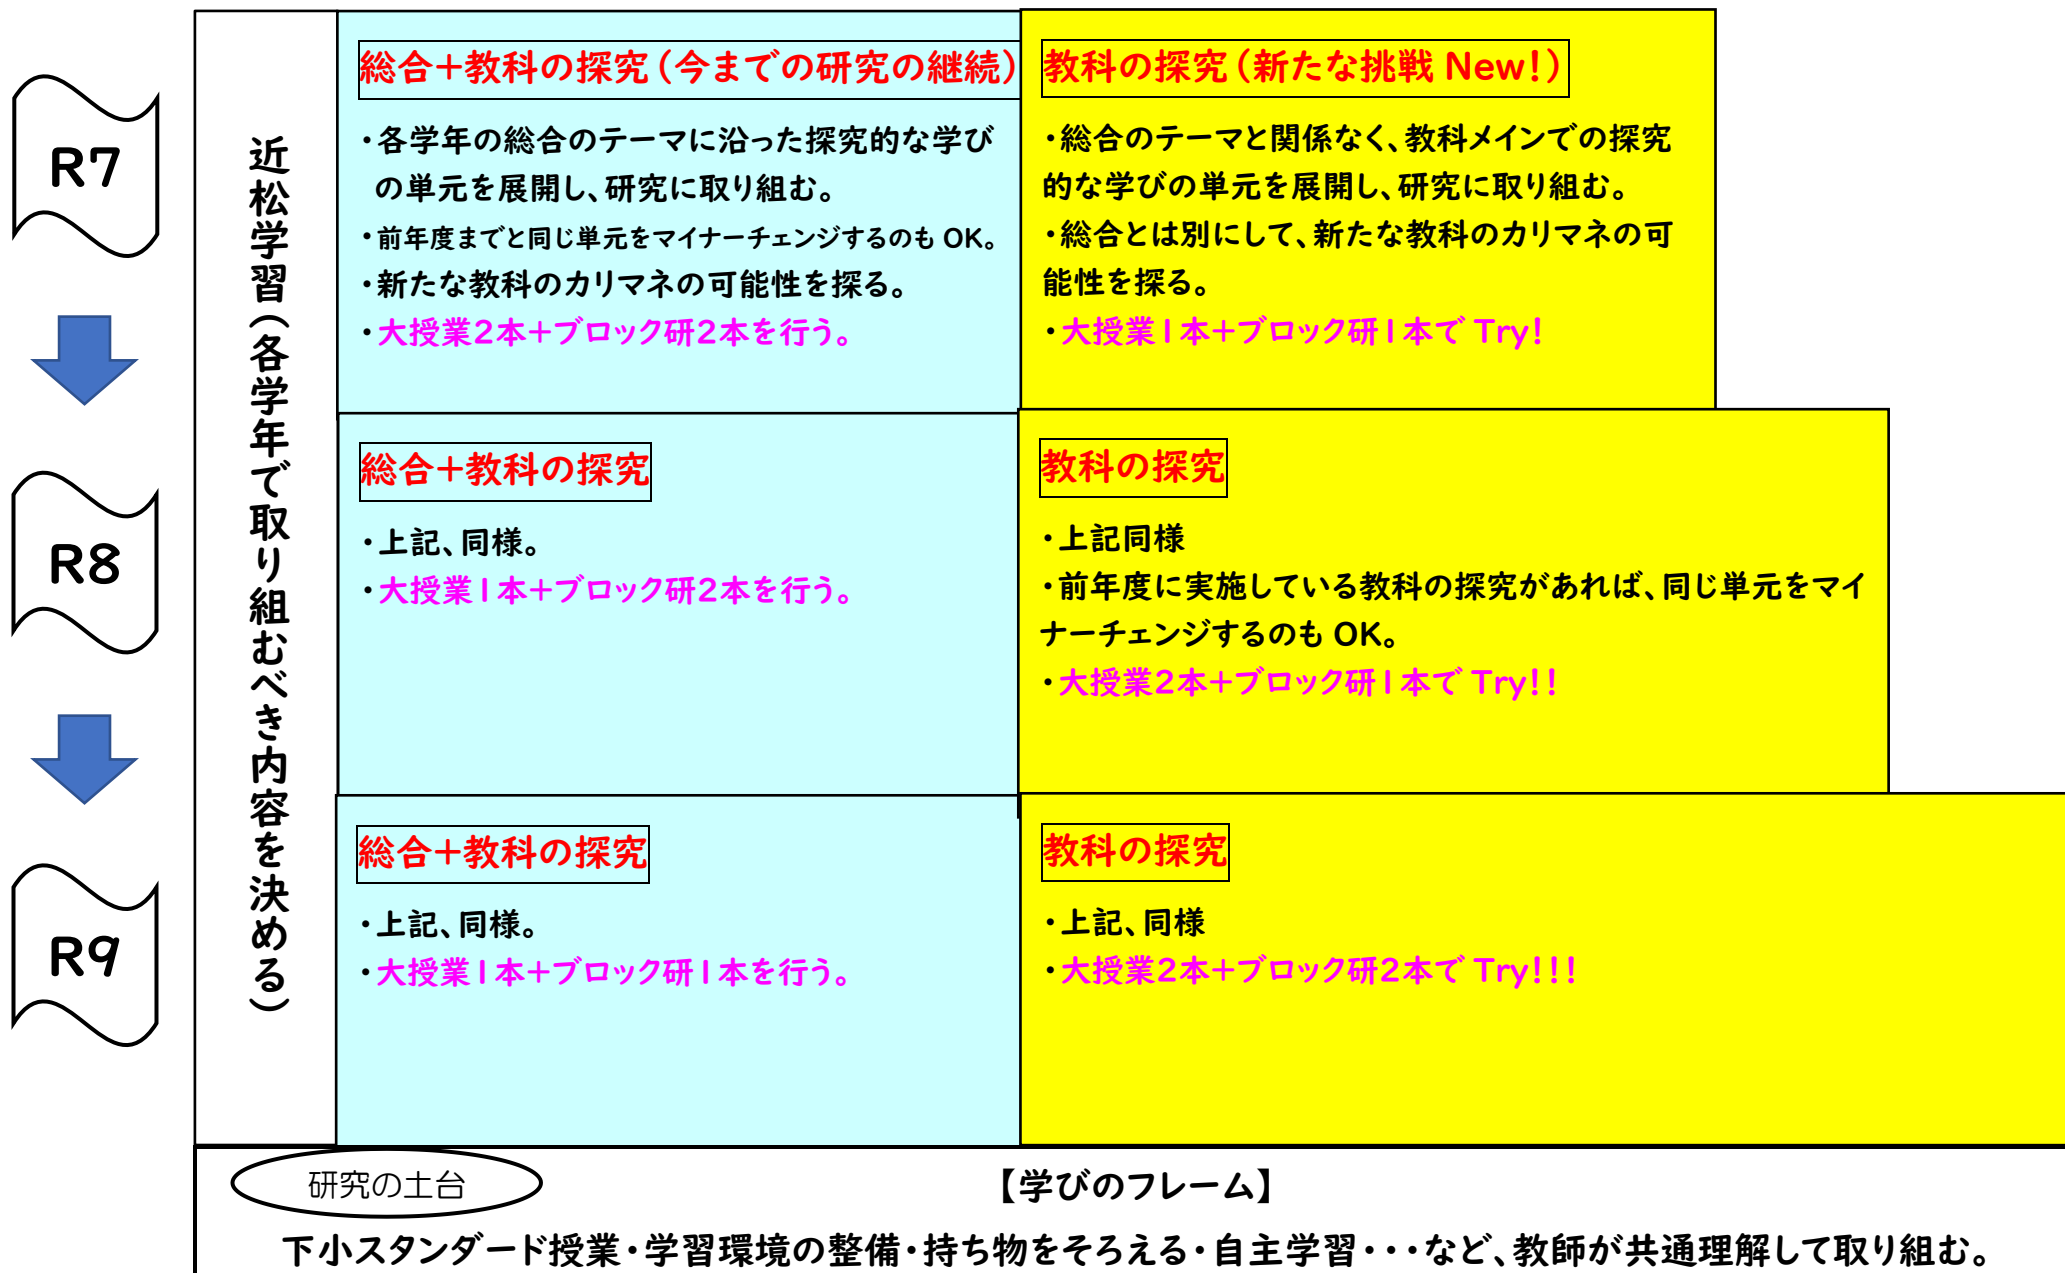 R7
近松学習（各学年で取り組むべき内容を決める）
総合＋教科の探究（今までの研究の継続）
・各学年の総合のテーマに沿った探究的な学び
の単元を展開し、研究に取り組む。
・前年度までと同じ単元をマイナーチェンジするのも OK。
・新たな教科のカリマネの可能性を探る。
・大授業２本＋ブロック研２本を行う。
教科の探究（新たな挑戦 New！）
・総合のテーマと関係なく、教科メインでの探究
的な学びの単元を展開し、研究に取り組む。
・総合とは別にして、新たな教科のカリマネの可
能性を探る。
・大授業１本＋ブロック研１本で Try！
R8
総合＋教科の探究
・上記、同様。
・大授業１本＋ブロック研２本を行う。
教科の探究
・上記同様
・前年度に実施している教科の探究があれば、同じ単元をマイ
ナーチェンジするのも OK。
・大授業２本＋ブロック研１本で Try！！
R9
総合＋教科の探究
・上記、同様。
・大授業１本＋ブロック研１本を行う。
教科の探究
・上記、同様
・大授業２本＋ブロック研２本で Try！！！
研究の土台
【学びのフレーム】
下小スタンダード授業・学習環境の整備・持ち物をそろえる・自主学習・・・など、教師が共通理解して取り組む。